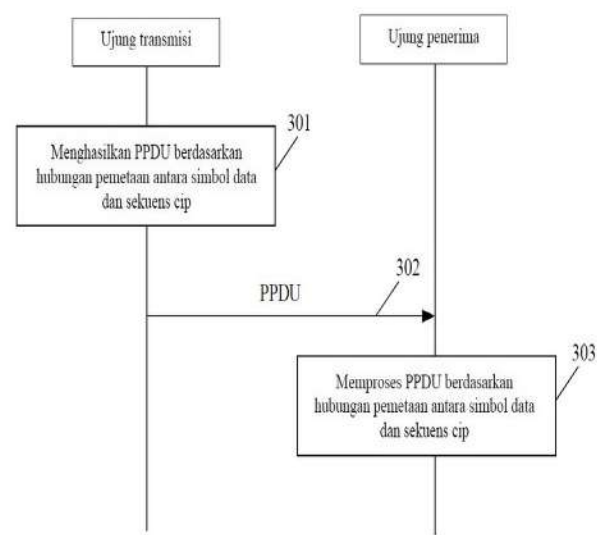 Ujung transmisi
Ujung penerima
301
Menghasilkan PPDU berdasarkan
hubungan pemetaan antara simbol data
dan sekuens cip
302
PPDU
303
Memproses PPDU berdasarkan
hubungan pemetaan antara simbol data
dan sekuens cip